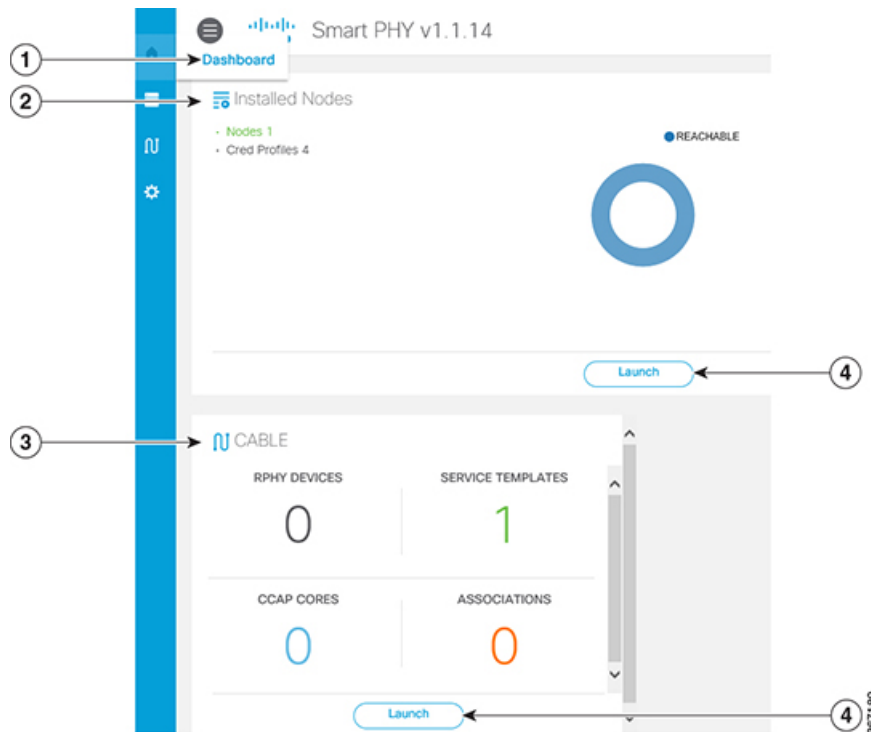 Smart PHY v1.1.14
1
Dashboard
2
Installed Nodes
Nodes 1
Cred Profiles 4
REACHABLE
Launch
4
3
CABLE
RPHY DEVICES
SERVICE TEMPLATES
0
1
CCAP CORES
ASSOCIATIONS
0
0
Launch
4